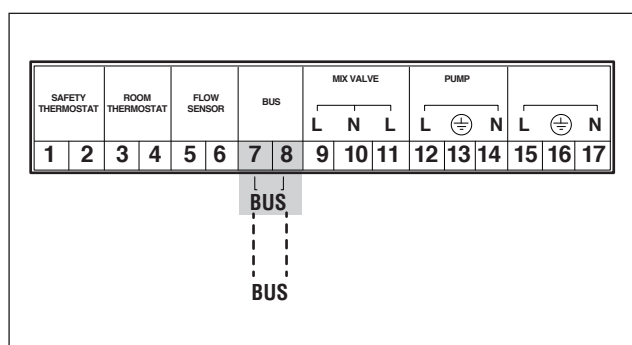 SAFETY THERMOSTAT ROOM THERMOSTAT FLOW SENSOR BUS MIX VALVE PUMP
L N L L ⏚ N L ⏚ N
1 2 3 4 5 6 7 8 9 10 11 12 13 14 15 16 17
BUS
BUS